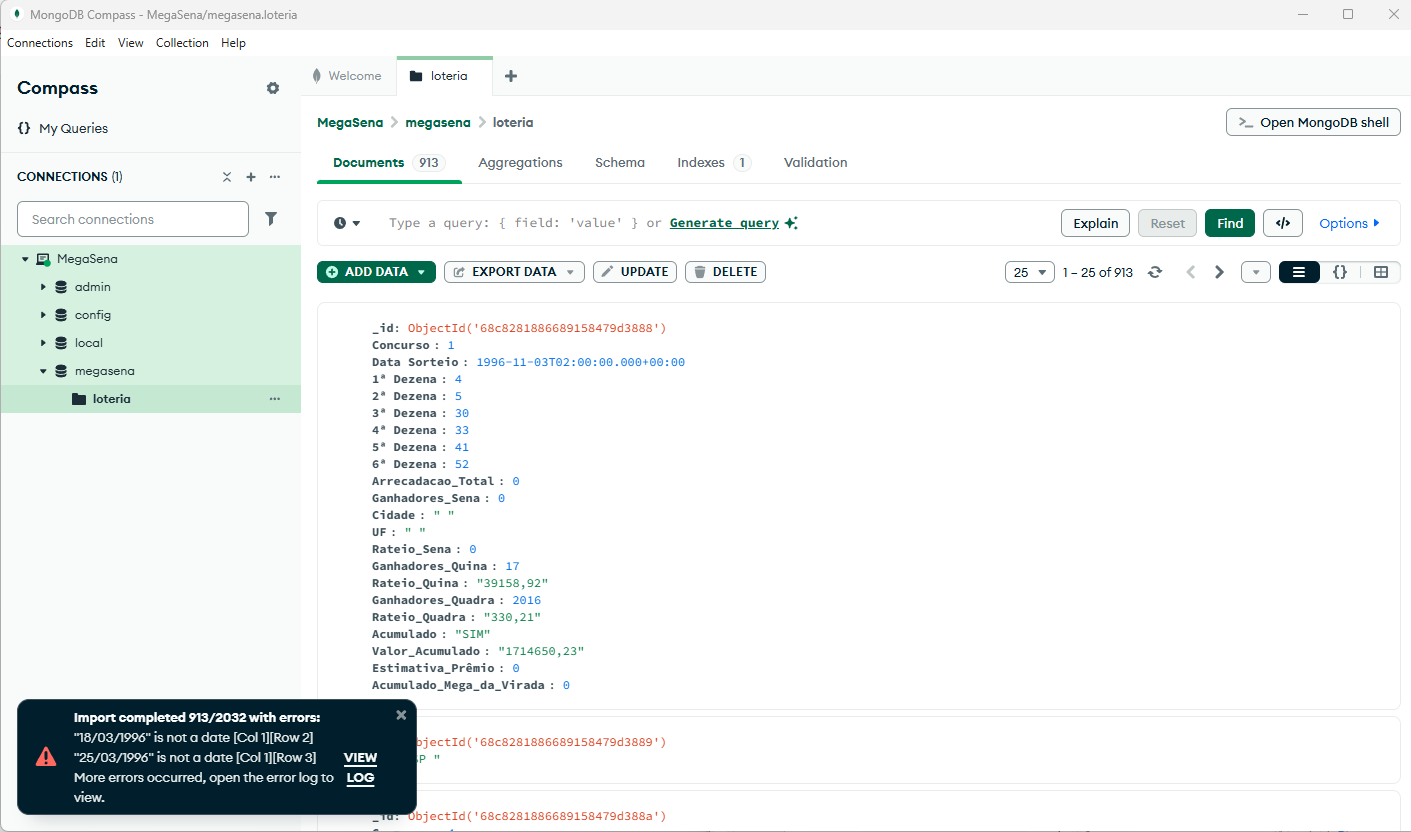 MongoDB Compass - MegaSena/megasena.loteria
Connections Edit View Collection Help
Compass
My Queries
CONNECTIONS (1)
Search connections
MegaSena
admin
config
local
megasena
loteria
Welcome
loteria
MegaSena > megasena > loteria
>_ Open MongoDB shell
Documents 913 Aggregations Schema Indexes 1 Validation
Type a query: { field: 'value' } or Generate query
Explain Reset Find </> Options
ADD DATA EXPORT DATA UPDATE DELETE
25 1 – 25 of 913 {}
_id: ObjectId('68c8281886689158479d3888')
Concurso : 1
Data Sorteio : 1996-11-03T02:00:00.000+00:00
1ª Dezena : 4
2ª Dezena : 5
3ª Dezena : 30
4ª Dezena : 33
5ª Dezena : 41
6ª Dezena : 52
Arrecadacao_Total : 0
Ganhadores_Sena : 0
Cidade : " "
UF : " "
Rateio_Sena : 0
Ganhadores_Quina : 17
Rateio_Quina : "39158,92"
Ganhadores_Quadra : 2016
Rateio_Quadra : "330,21"
Acumulado : "SIM"
Valor_Acumulado : "1714650,23"
Estimativa_Prêmio : 0
Acumulado_Mega_da_Virada : 0
bjectId('68c8281886689158479d3889')
P "
_id: ObjectId('68c8281886689158479d388a')
Import completed 913/2032 with errors:
"18/03/1996" is not a date [Col 1][Row 2]
"25/03/1996" is not a date [Col 1][Row 3]
More errors occurred, open the error log to
view.
VIEW
LOG